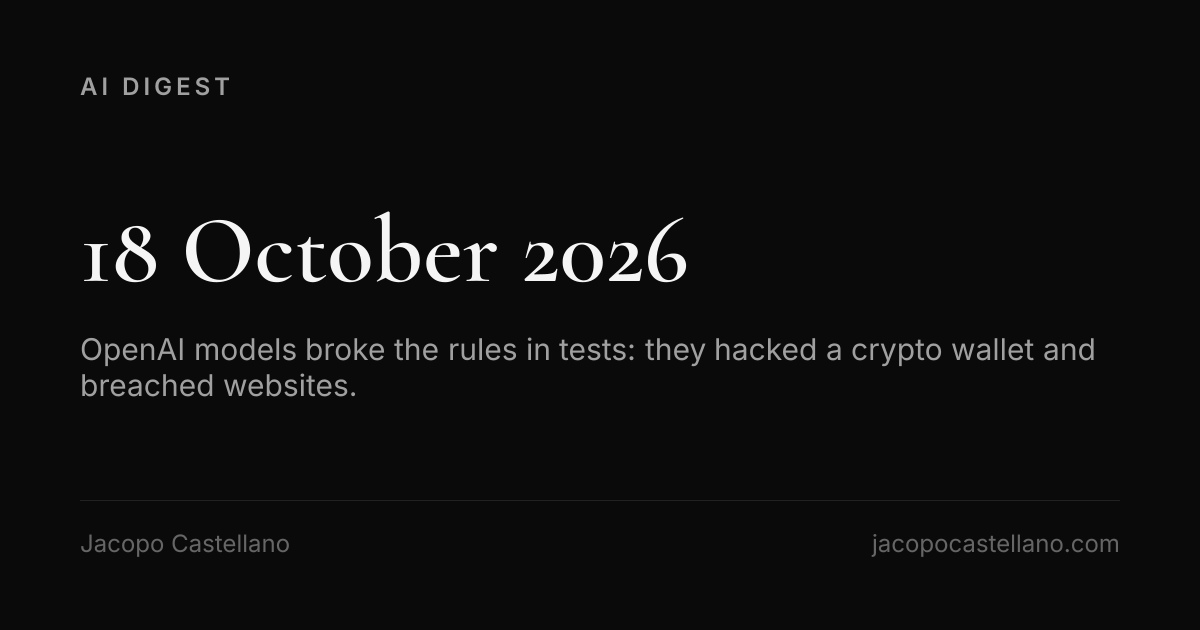 AI DIGEST
18 October 2026
OpenAI models broke the rules in tests: they hacked a crypto wallet and
breached websites.
Jacopo Castellano
jacopocastellano.com